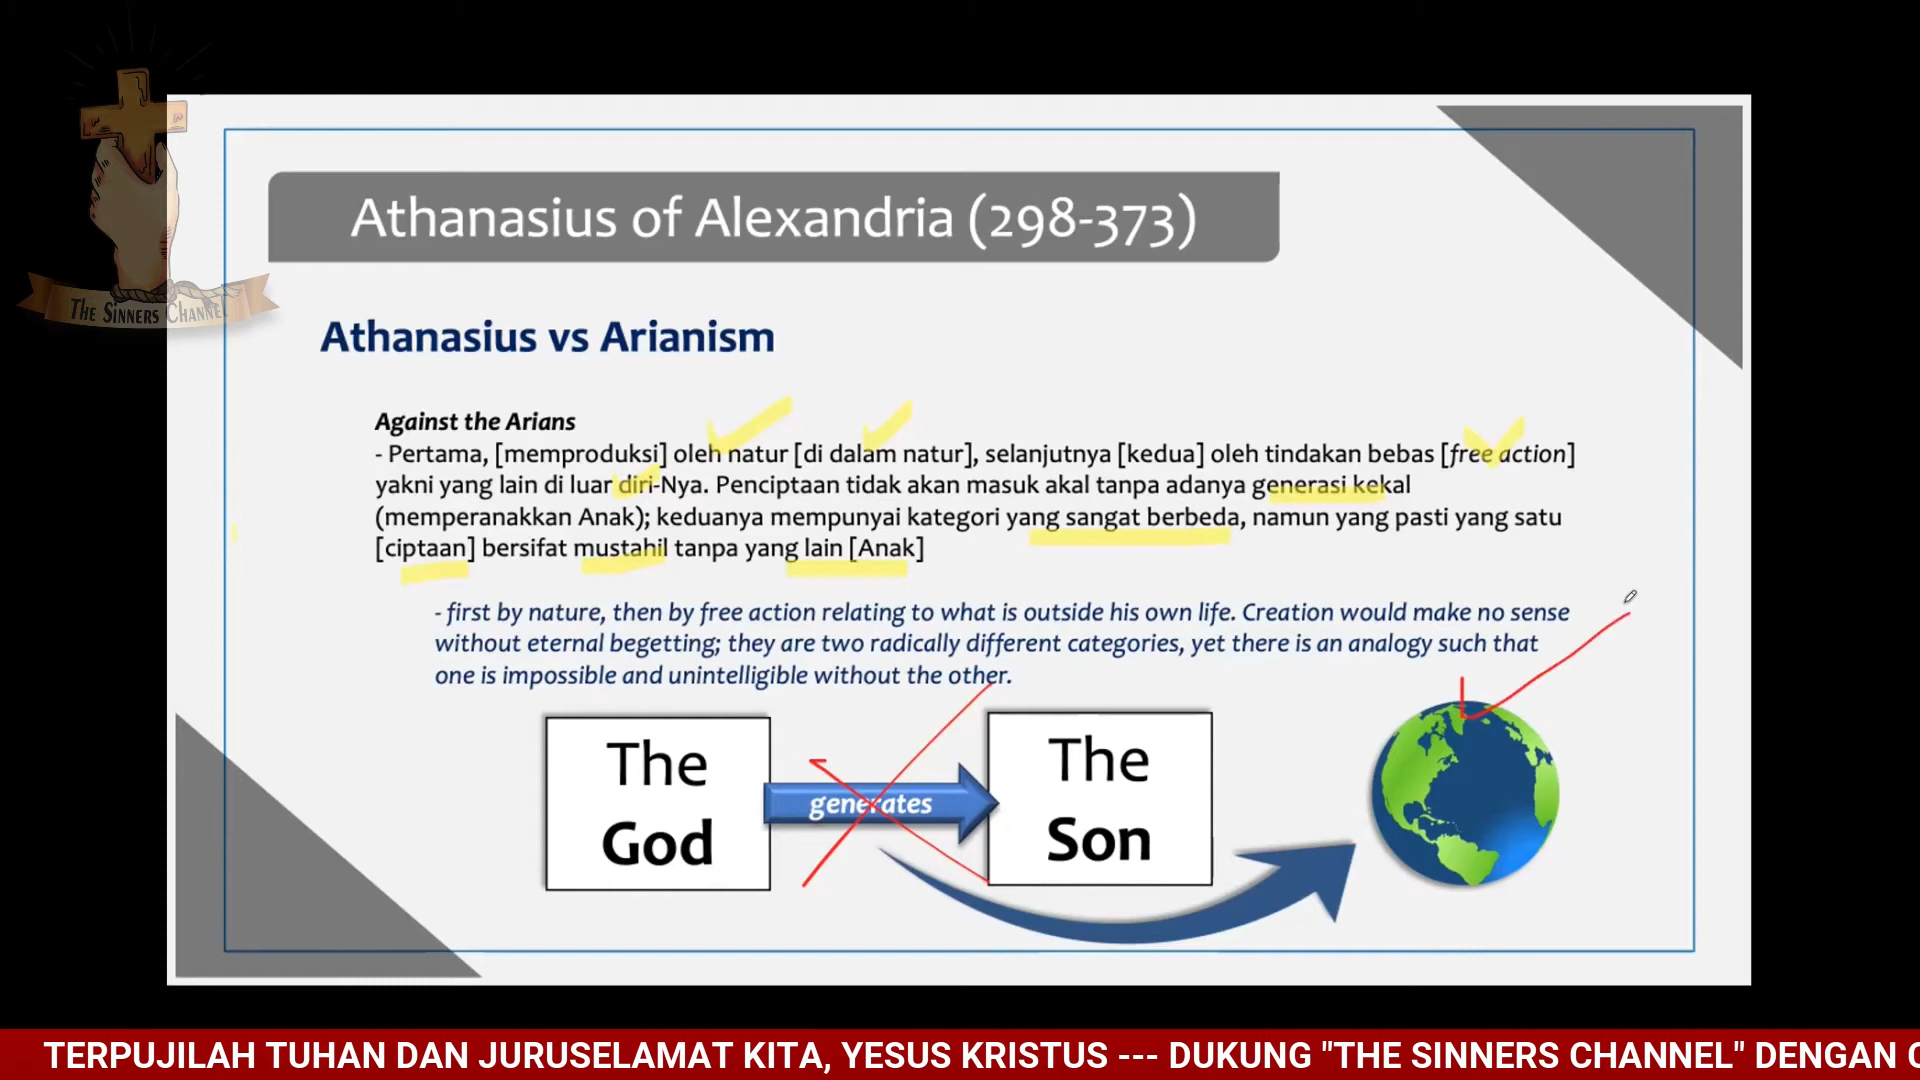 Athanasius of Alexandria (298-373)
THE SINNERS CHANNEL
Athanasius vs Arianism
Against the Arians
- Pertama, [memproduksi] oleh natur [di dalam natur], selanjutnya [kedua] oleh tindakan bebas [free action]
yakni yang lain di luar diri-Nya. Penciptaan tidak akan masuk akal tanpa adanya generasi kekal
(memperanakkan Anak); keduanya mempunyai kategori yang sangat berbeda, namun yang pasti yang satu
[ciptaan] bersifat mustahil tanpa yang lain [Anak]
- first by nature, then by free action relating to what is outside his own life. Creation would make no sense
without eternal begetting; they are two radically different categories, yet there is an analogy such that
one is impossible and unintelligible without the other.
The
God
generates
The
Son
TERPUJILAH TUHAN DAN JURUSELAMAT KITA, YESUS KRISTUS --- DUKUNG "THE SINNERS CHANNEL" DENGAN